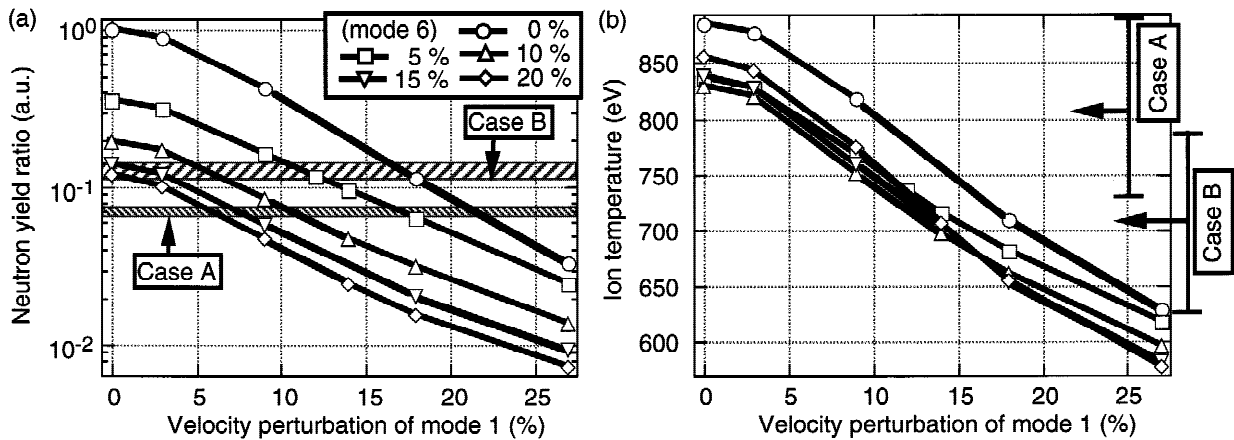 (a)
Neutron yield ratio (a.u.)
10⁰
10⁻¹
10⁻²
(mode 6) 0 %
5 % 10 %
15 % 20 %
Case B
Case A
0 5 10 15 20 25
Velocity perturbation of mode 1 (%)
(b)
Ion temperature (eV)
850
800
750
700
650
600
Case A
Case B
0 5 10 15 20 25
Velocity perturbation of mode 1 (%)